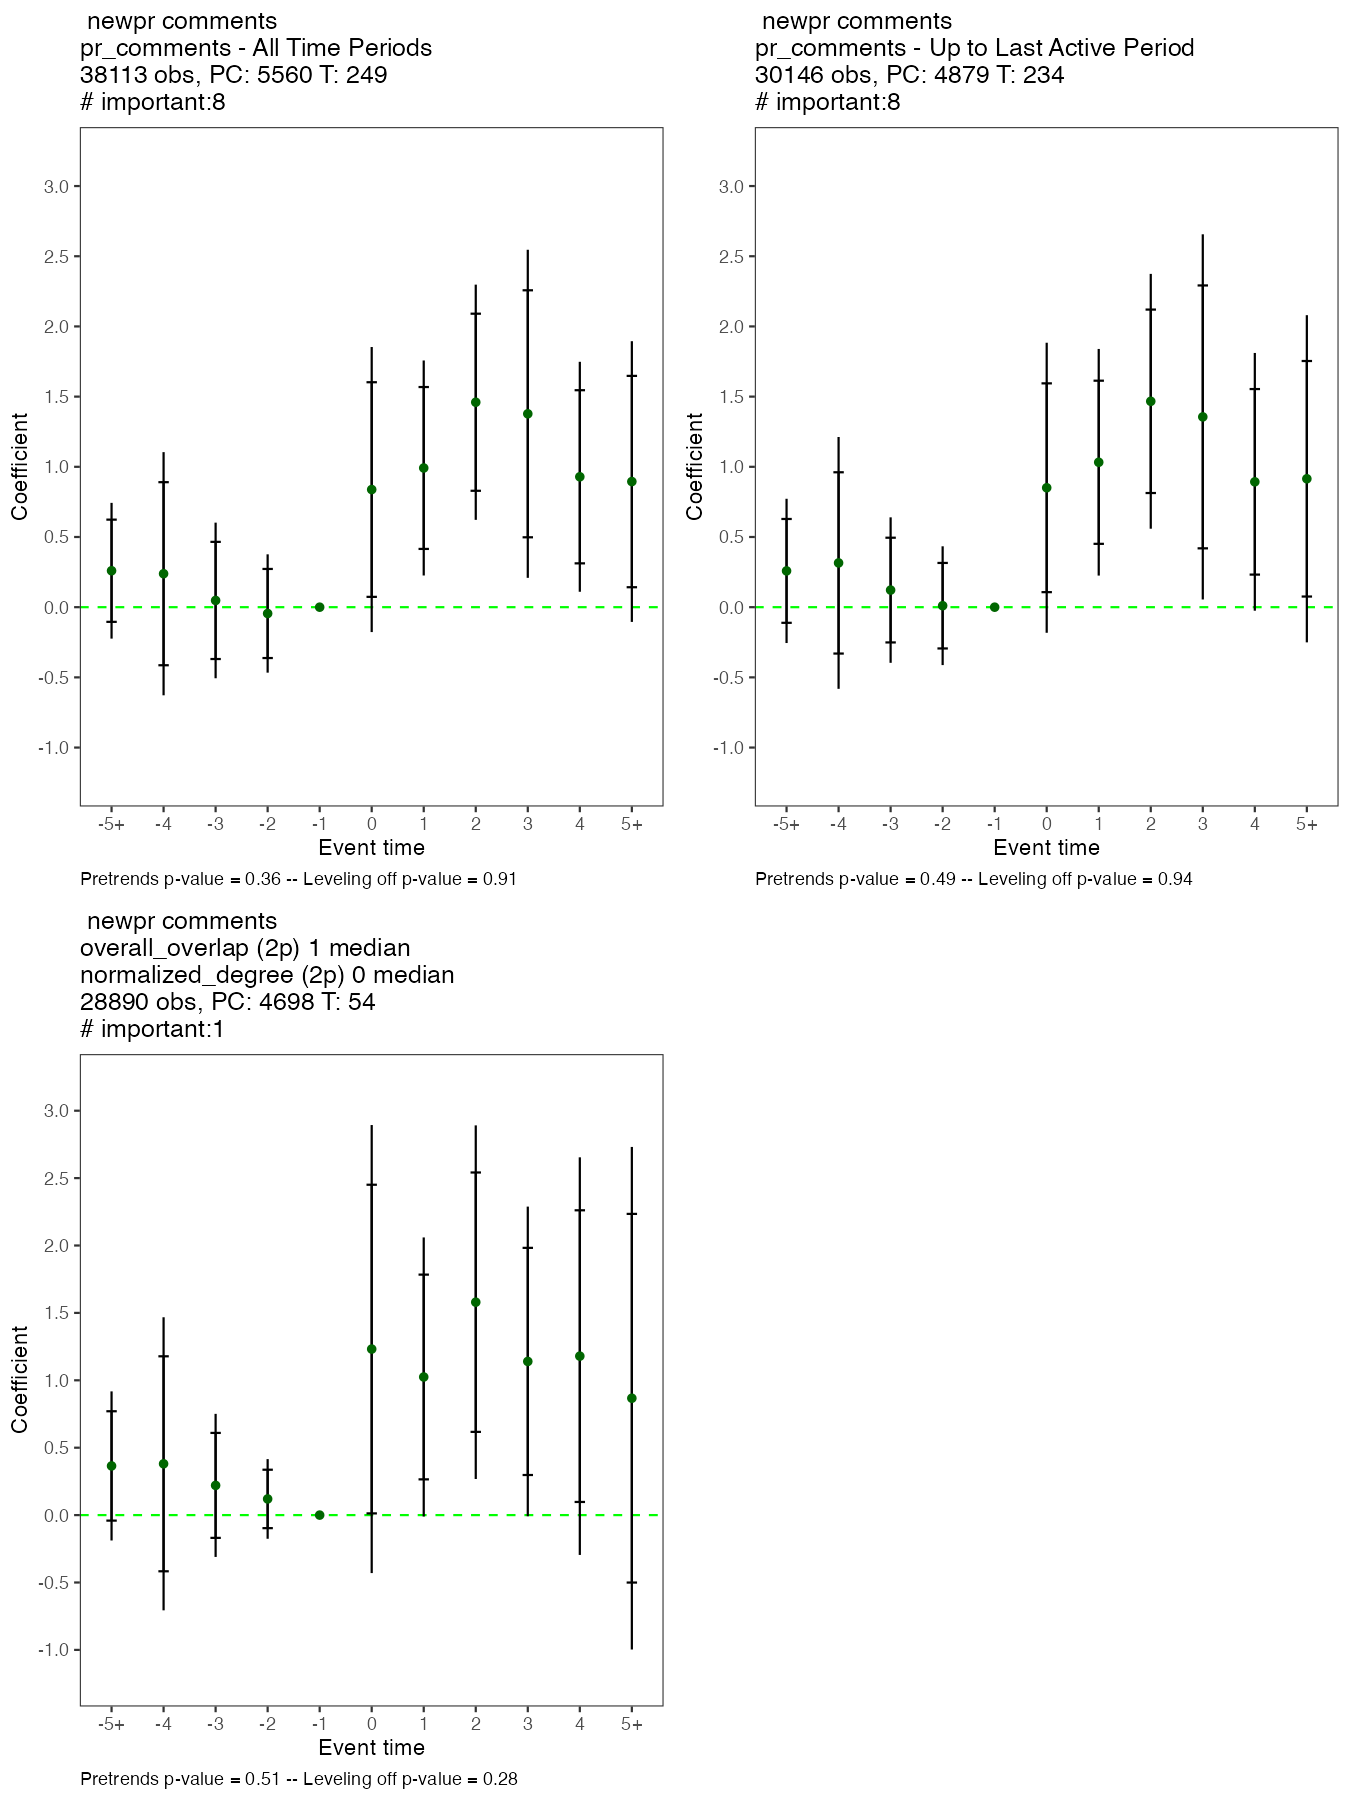 newpr comments
pr_comments - All Time Periods
38113 obs, PC: 5560 T: 249
# important:8
3.0
2.5
2.0
1.5
1.0
0.5
0.0
-0.5
-1.0
Coefficient
-5+ -4 -3 -2 -1 0 1 2 3 4 5+
Event time
Pretrends p-value = 0.36 -- Leveling off p-value = 0.91
newpr comments
pr_comments - Up to Last Active Period
30146 obs, PC: 4879 T: 234
# important:8
3.0
2.5
2.0
1.5
1.0
0.5
0.0
-0.5
-1.0
Coefficient
-5+ -4 -3 -2 -1 0 1 2 3 4 5+
Event time
Pretrends p-value = 0.49 -- Leveling off p-value = 0.94
newpr comments
overall_overlap (2p) 1 median
normalized_degree (2p) 0 median
28890 obs, PC: 4698 T: 54
# important:1
3.0
2.5
2.0
1.5
1.0
0.5
0.0
-0.5
-1.0
Coefficient
-5+ -4 -3 -2 -1 0 1 2 3 4 5+
Event time
Pretrends p-value = 0.51 -- Leveling off p-value = 0.28